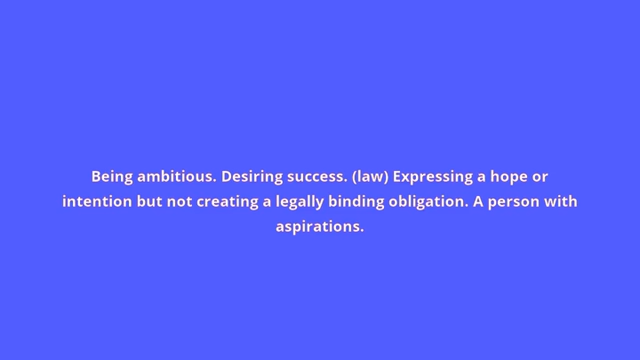 Being ambitious. Desiring success. (law) Expressing a hope or
intention but not creating a legally binding obligation. A person with
aspirations.